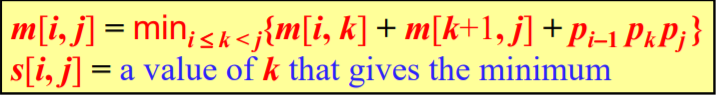 m[i, j] = min_{i ≤ k < j}{m[i, k] + m[k+1, j] + p_{i−1} p_k p_j}
s[i, j] = a value of k that gives the minimum